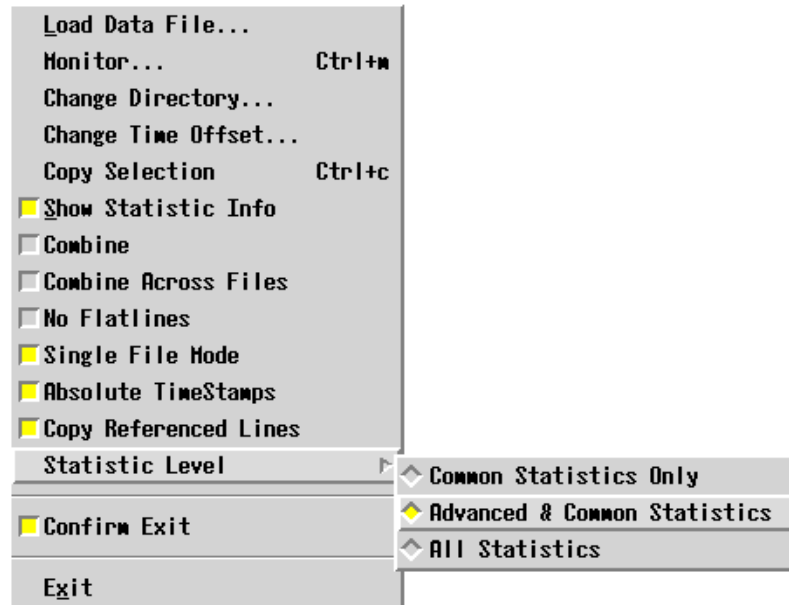 Load Data File...
Monitor... Ctrl+m
Change Directory...
Change Time Offset...
Copy Selection Ctrl+c
Show Statistic Info
Combine
Combine Across Files
No Flatlines
Single File Mode
Absolute TimeStamps
Copy Referenced Lines
Statistic Level
Common Statistics Only
Advanced & Common Statistics
All Statistics
Confirm Exit
Exit